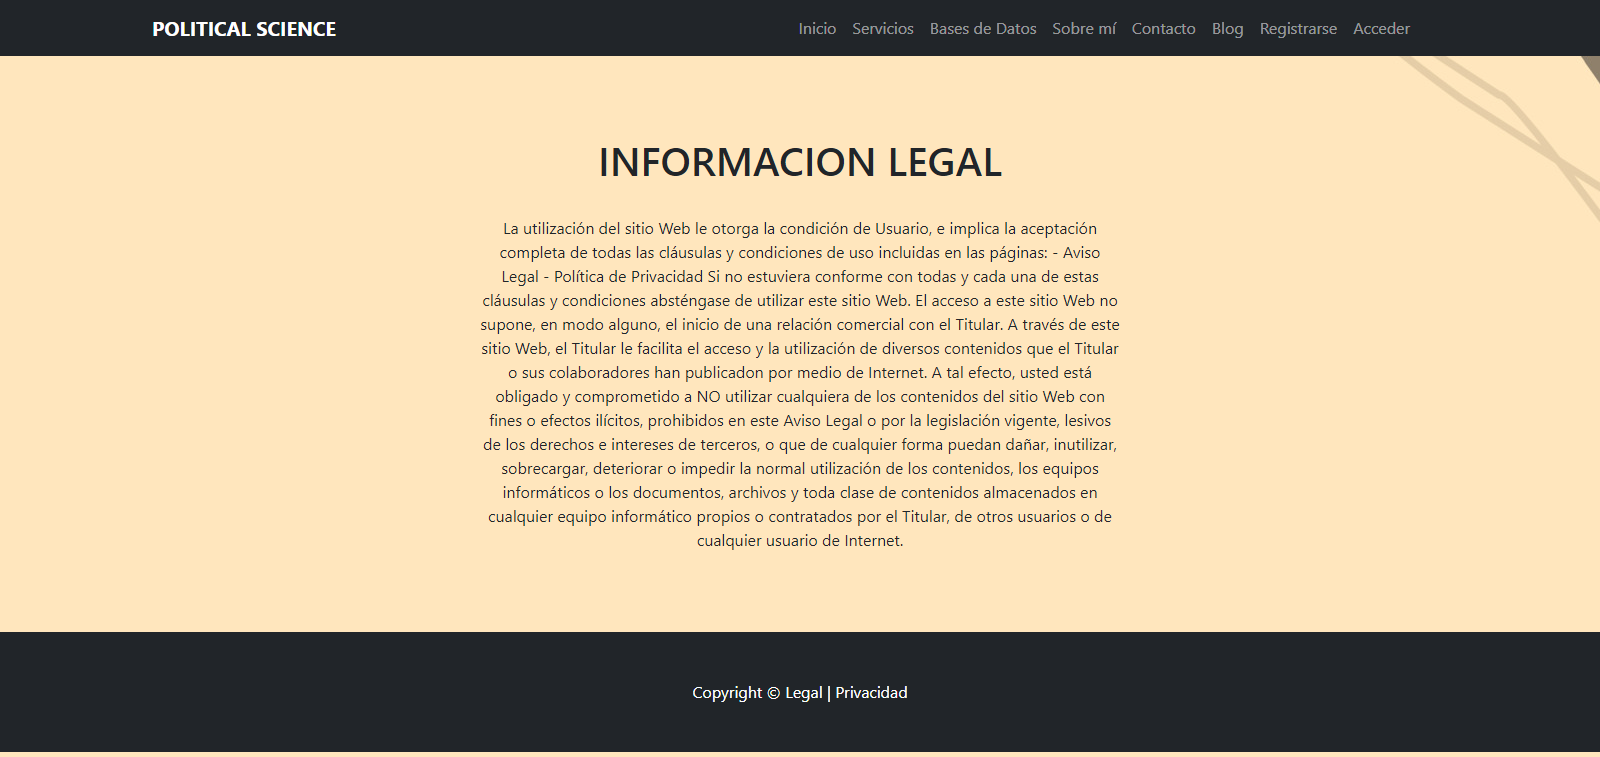 POLITICAL SCIENCE
Inicio Servicios Bases de Datos Sobre mí Contacto Blog Registrarse Acceder
INFORMACION LEGAL
La utilización del sitio Web le otorga la condición de Usuario, e implica la aceptación
completa de todas las cláusulas y condiciones de uso incluidas en las páginas: - Aviso
Legal - Política de Privacidad Si no estuviera conforme con todas y cada una de estas
cláusulas y condiciones absténgase de utilizar este sitio Web. El acceso a este sitio Web no
supone, en modo alguno, el inicio de una relación comercial con el Titular. A través de este
sitio Web, el Titular le facilita el acceso y la utilización de diversos contenidos que el Titular
o sus colaboradores han publicadon por medio de Internet. A tal efecto, usted está
obligado y comprometido a NO utilizar cualquiera de los contenidos del sitio Web con
fines o efectos ilícitos, prohibidos en este Aviso Legal o por la legislación vigente, lesivos
de los derechos e intereses de terceros, o que de cualquier forma puedan dañar, inutilizar,
sobrecargar, deteriorar o impedir la normal utilización de los contenidos, los equipos
informáticos o los documentos, archivos y toda clase de contenidos almacenados en
cualquier equipo informático propios o contratados por el Titular, de otros usuarios o de
cualquier usuario de Internet.
Copyright © Legal | Privacidad